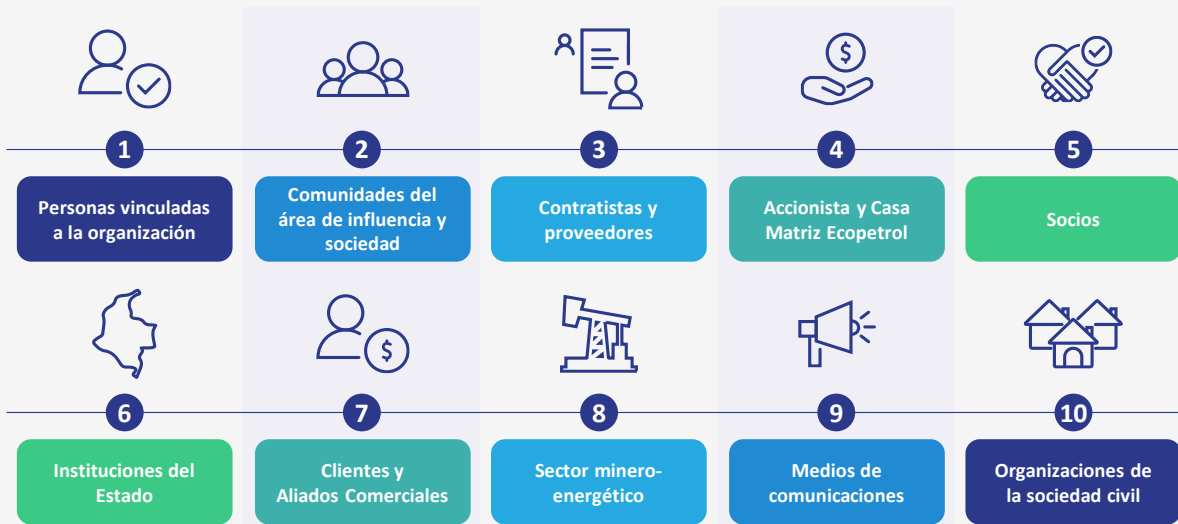 1
Personas vinculadas
a la organización
2
Comunidades del
área de influencia y
sociedad
3
Contratistas y
proveedores
4
Accionista y Casa
Matriz Ecopetrol
5
Socios
6
Instituciones del
Estado
7
Clientes y
Aliados Comerciales
8
Sector minero-
energético
9
Medios de
comunicaciones
10
Organizaciones de
la sociedad civil